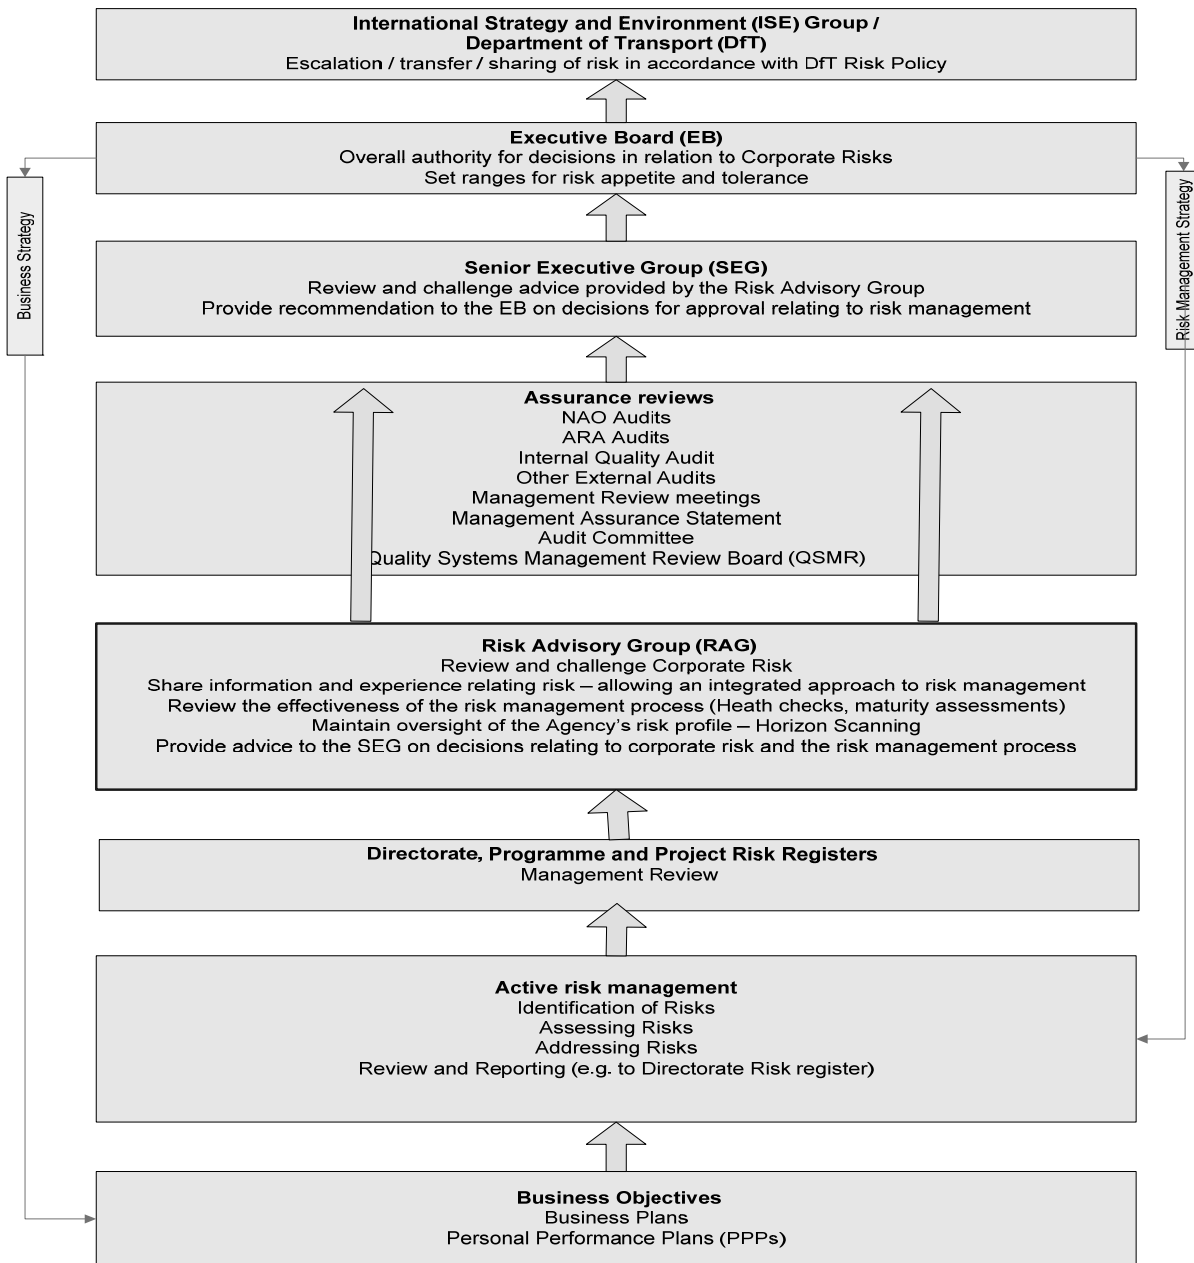 International Strategy and Environment (ISE) Group /
Department of Transport (DfT)
Escalation / transfer / sharing of risk in accordance with DfT Risk Policy
Executive Board (EB)
Overall authority for decisions in relation to Corporate Risks
Set ranges for risk appetite and tolerance
Business Strategy
Risk Management Strategy
Senior Executive Group (SEG)
Review and challenge advice provided by the Risk Advisory Group
Provide recommendation to the EB on decisions for approval relating to risk management
Assurance reviews
NAO Audits
ARA Audits
Internal Quality Audit
Other External Audits
Management Review meetings
Management Assurance Statement
Audit Committee
Quality Systems Management Review Board (QSMR)
Risk Advisory Group (RAG)
Review and challenge Corporate Risk
Share information and experience relating risk – allowing an integrated approach to risk management
Review the effectiveness of the risk management process (Heath checks, maturity assessments)
Maintain oversight of the Agency's risk profile – Horizon Scanning
Provide advice to the SEG on decisions relating to corporate risk and the risk management process
Directorate, Programme and Project Risk Registers
Management Review
Active risk management
Identification of Risks
Assessing Risks
Addressing Risks
Review and Reporting (e.g. to Directorate Risk register)
Business Objectives
Business Plans
Personal Performance Plans (PPPs)